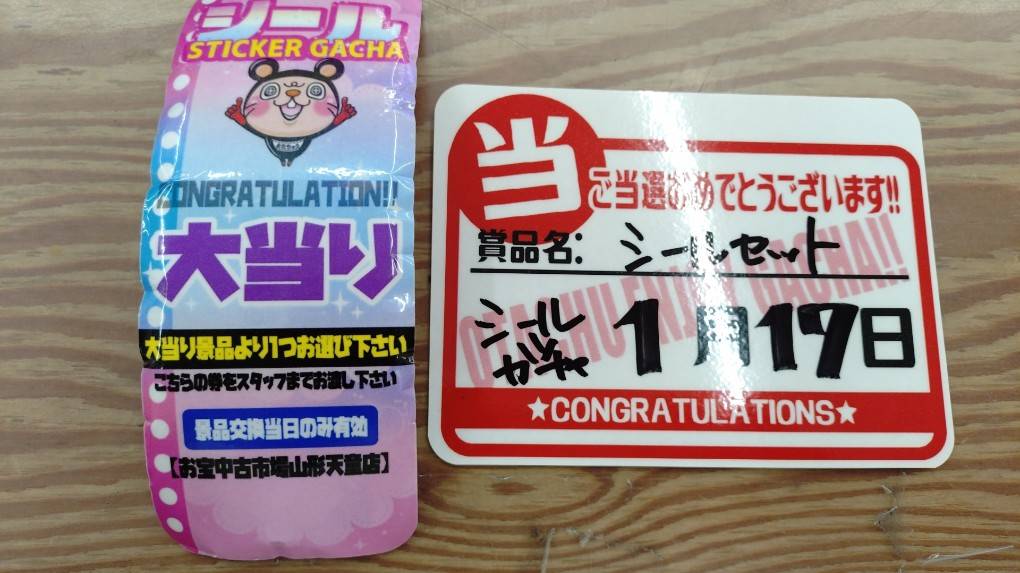 シール
STICKER GACHA
CONGRATULATION!!
大当り
大当り景品より1つお選び下さい
こちらの券をスタッフまでお渡し下さい
景品交換当日のみ有効
【お宝中古市場山形天童店】
当
ご当選おめでとうございます!!
賞品名: シールセット
シール
ガチャ
1月17日
★CONGRATULATIONS★